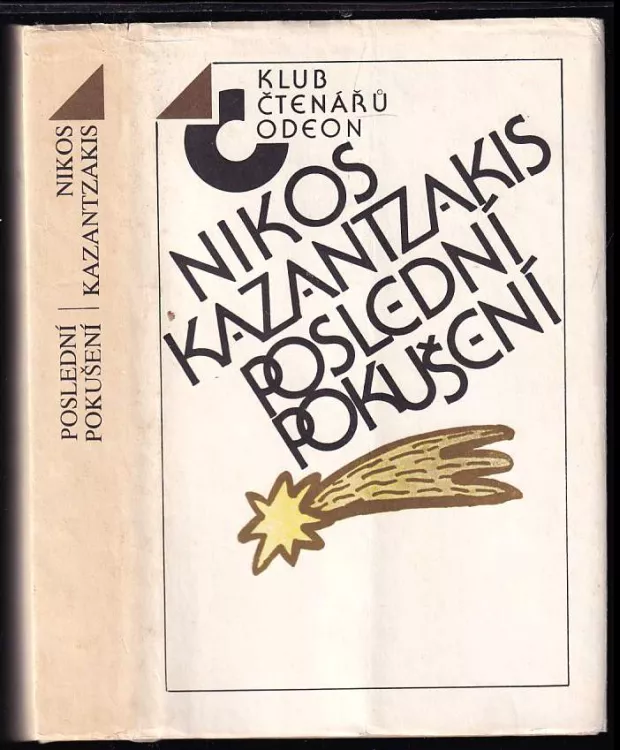 NIKOS
KAZANTZAKIS
POSLEDNÍ
POKUŠENÍ
KLUB
ČTENÁŘŮ
ODEON
NIKOS
KAZANTZAKIS
POSLEDNÍ
POKUŠENÍ